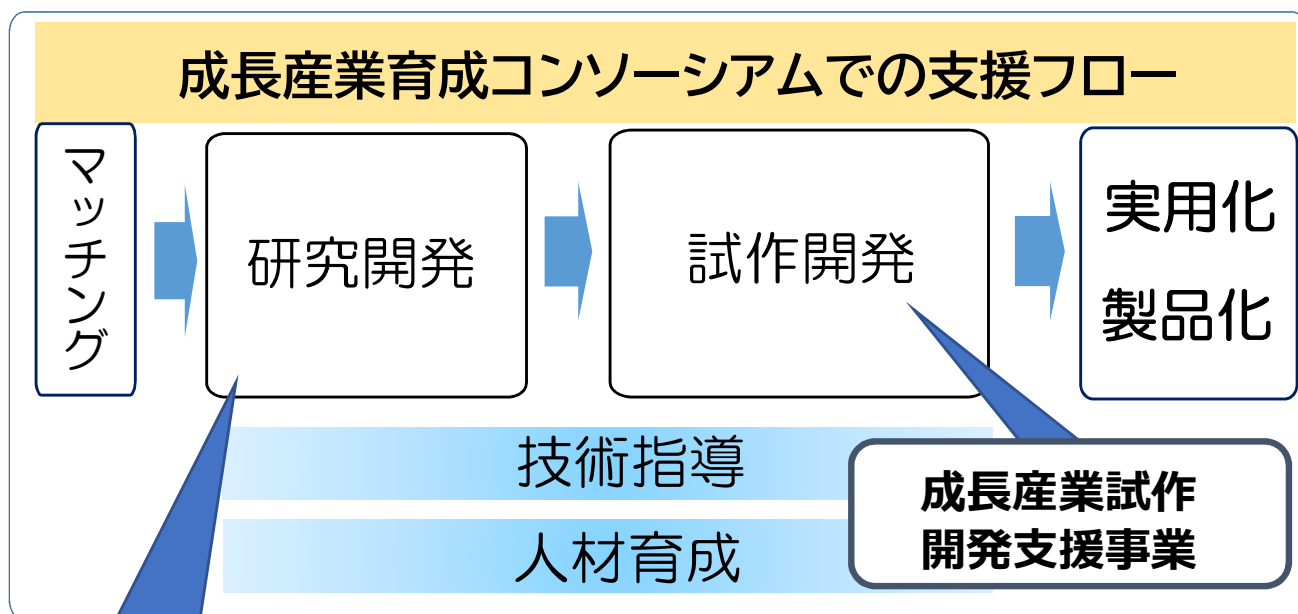 成長産業育成コンソーシアムでの支援フロー
マッチング
研究開発
試作開発
実用化
製品化
技術指導
人材育成
成長産業試作
開発支援事業